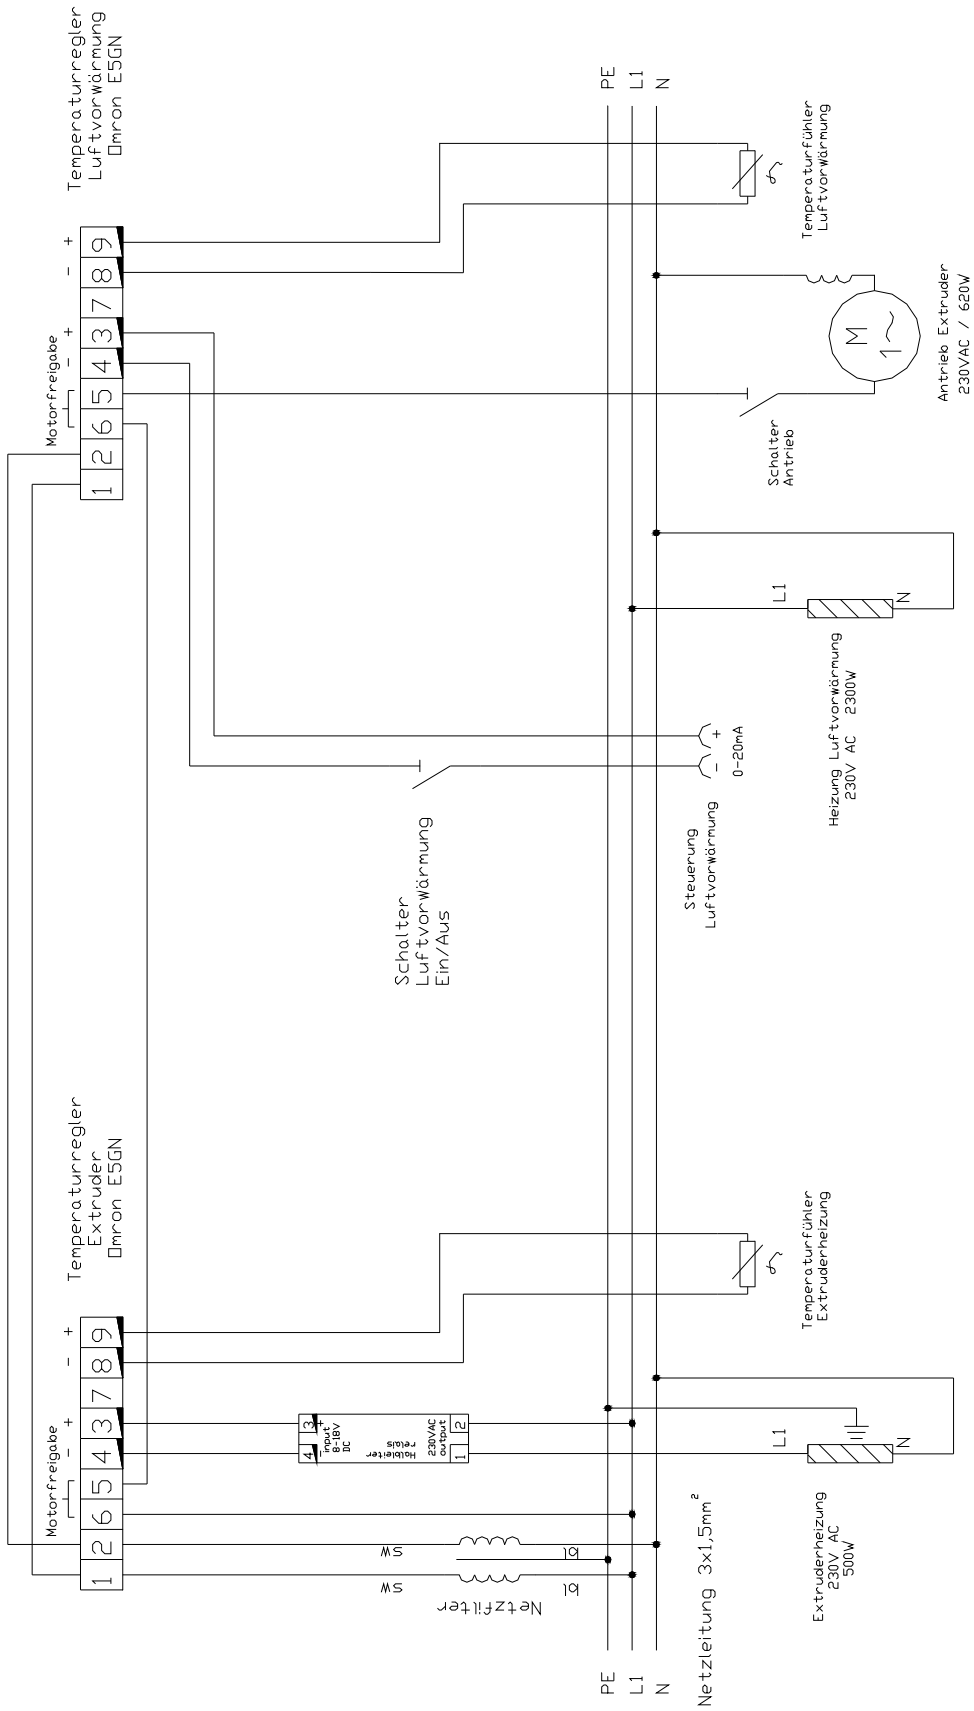 Temperaturregler
Extruder
Omron E5GN
Motorfreigabe
- +
1 2 6 5 4 3 7 8 9
Temperaturregler
Luftvorwärmung
Omron E5GN
Motorfreigabe
- +
- +
1 2 6 5 4 3 7 8 9
- +
4 3
- +
input
8-18V
DC
Halbleiter
relais
230VAC
output
1 2
sw
sw
bl
bl
Netzfilter
Schalter
Luftvorwärmung
Ein/Aus
PE
L1
N
PE
L1
N
Netzleitung 3x1,5mm²
Steuerung
Luftvorwärmung
- +
0-20mA
Temperaturfühler
Extruderheizung
Temperaturfühler
Luftvorwärmung
Schalter
Antrieb
L1
N
Extruderheizung
230V AC
500W
L1
N
Heizung Luftvorwärmung
230V AC 2300W
M
1~
Antrieb Extruder
230VAC / 620W